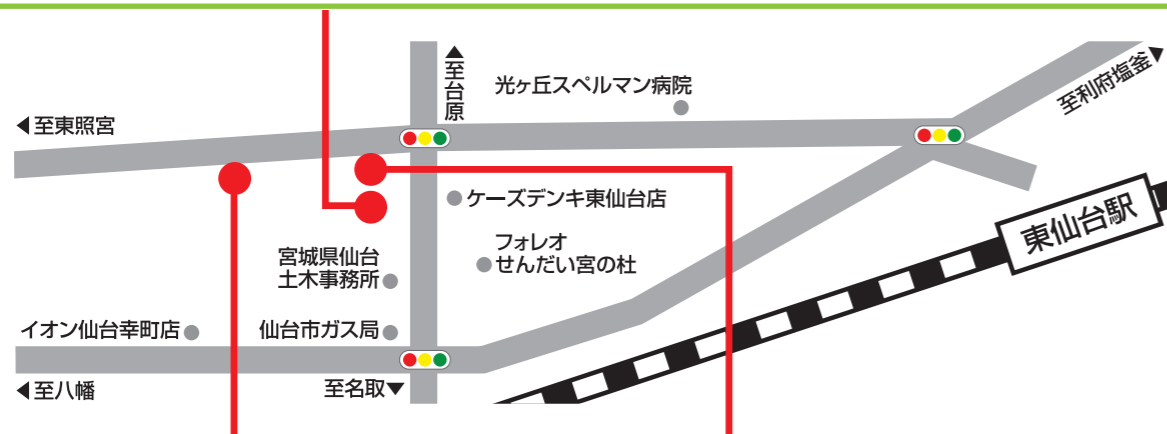 ▲至台原
光ヶ丘スペルマン病院
至利府塩釜▶
◀至東照宮
ケーズデンキ東仙台店
東仙台駅
フォレオ
せんだい宮の杜
宮城県仙台
土木事務所
イオン仙台幸町店
仙台市ガス局
◀至八幡
至名取▼